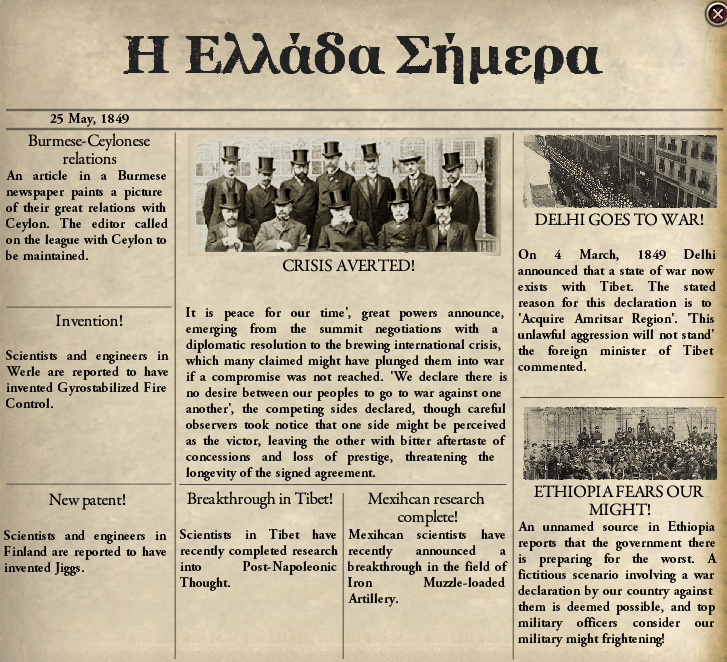 Η Ελλάδα Σήμερα
25 May, 1849
Burmese-Ceylonese
relations
An article in a Burmese
newspaper paints a picture
of their great relations with
Ceylon. The editor called
on the league with Ceylon to
be maintained.
Invention!
Scientists and engineers in
Werle are reported to have
invented Gyrostabilized Fire
Control.
New patent!
Scientists and engineers in
Finland are reported to have
invented Jiggs.
CRISIS AVERTED!
It is peace for our time', great powers announce,
emerging from the summit negotiations with a
diplomatic resolution to the brewing international crisis,
which many claimed might have plunged them into war
if a compromise was not reached. 'We declare there is
no desire between our peoples to go to war against one
another', the competing sides declared, though careful
observers took notice that one side might be perceived
as the victor, leaving the other with bitter aftertaste of
concessions and loss of prestige, threatening the
longevity of the signed agreement.
Breakthrough in Tibet!
Scientists in Tibet have
recently completed research
into Post-Napoleonic
Thought.
Mexihcan research
complete!
Mexihcan scientists have
recently announced a
breakthrough in the field of
Iron Muzzle-loaded
Artillery.
DELHI GOES TO WAR!
On 4 March, 1849 Delhi
announced that a state of war now
exists with Tibet. The stated
reason for this declaration is to
'Acquire Amritsar Region'. 'This
unlawful aggression will not stand'
the foreign minister of Tibet
commented.
ETHIOPIA FEARS OUR
MIGHT!
An unnamed source in Ethiopia
reports that the government there
is preparing for the worst. A
fictitious scenario involving a war
declaration by our country against
them is deemed possible, and top
military officers consider our
military might frightening!